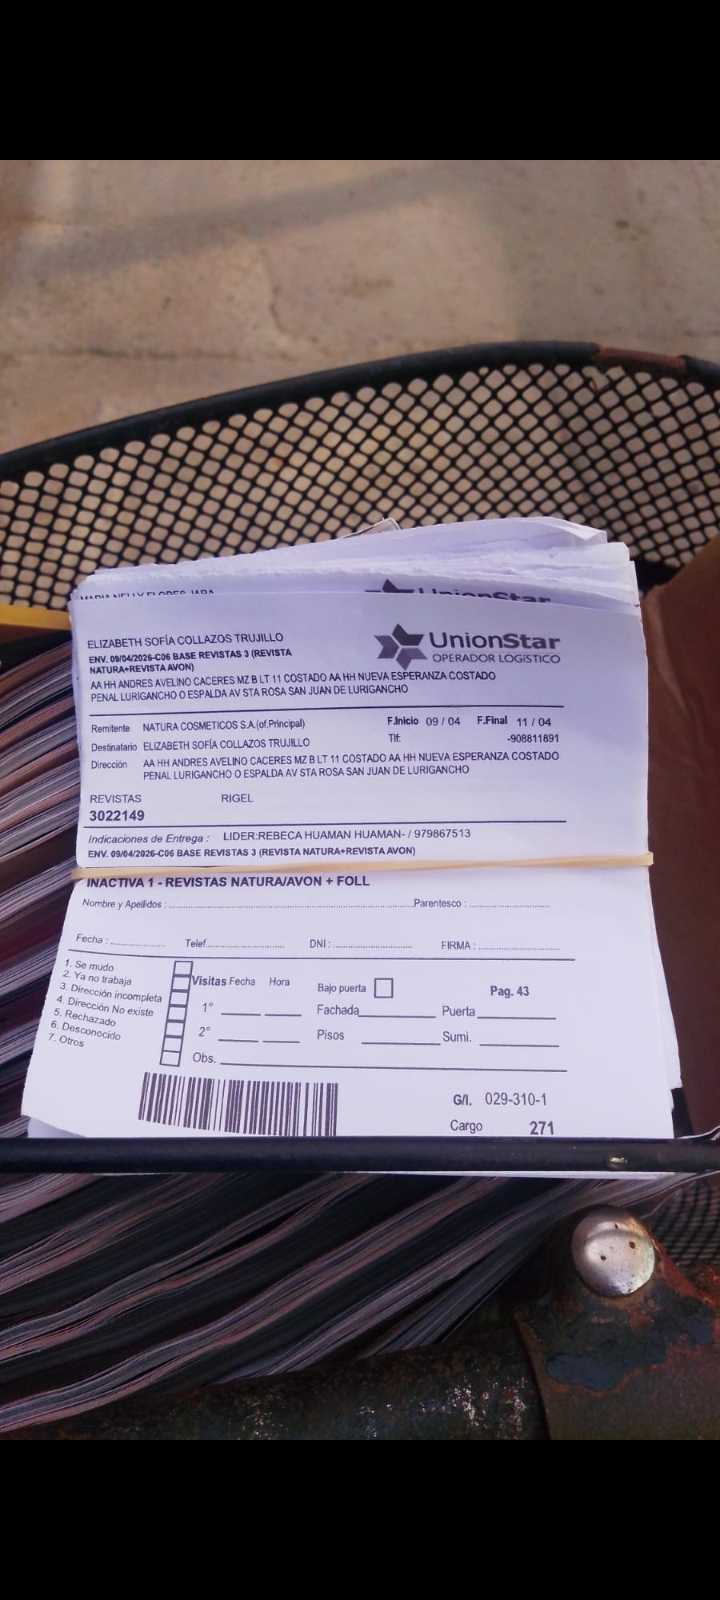 UnionStar
ELIZABETH SOFÍA COLLAZOS TRUJILLO
ENV. 09/04/2026-C06 BASE REVISTAS 3 (REVISTA
NATURA+REVISTA AVON)
UnionStar
OPERADOR LOGíSTICO
AA HH ANDRES AVELINO CACERES MZ B LT 11 COSTADO AA HH NUEVA ESPERANZA COSTADO
PENAL LURIGANCHO O ESPALDA AV STA ROSA SAN JUAN DE LURIGANCHO
Remitente NATURA COSMETICOS S.A.(of.Principal) F.Inicio 09 / 04 F.Final 11 / 04
Destinatario ELIZABETH SOFÍA COLLAZOS TRUJILLO Tlf: -908811891
Dirección AA HH ANDRES AVELINO CACERES MZ B LT 11 COSTADO AA HH NUEVA ESPERANZA COSTADO
PENAL LURIGANCHO O ESPALDA AV STA ROSA SAN JUAN DE LURIGANCHO
REVISTAS RIGEL
3022149
Indicaciones de Entrega : LIDER:REBECA HUAMAN HUAMAN- / 979867513
ENV. 09/04/2026-C06 BASE REVISTAS 3 (REVISTA NATURA+REVISTA AVON)
INACTIVA 1 - REVISTAS NATURA/AVON + FOLL
Nombre y Apellidos : Parentesco :
Fecha : Telef. DNI : FIRMA :
1. Se mudo
2. Ya no trabaja
3. Dirección incompleta
4. Dirección No existe
5. Rechazado
6. Desconocido
7. Otros
Visitas Fecha Hora Bajo puerta Pag. 43
1° Fachada Puerta
2° Pisos Sumi.
Obs.
G/I. 029-310-1
Cargo 271